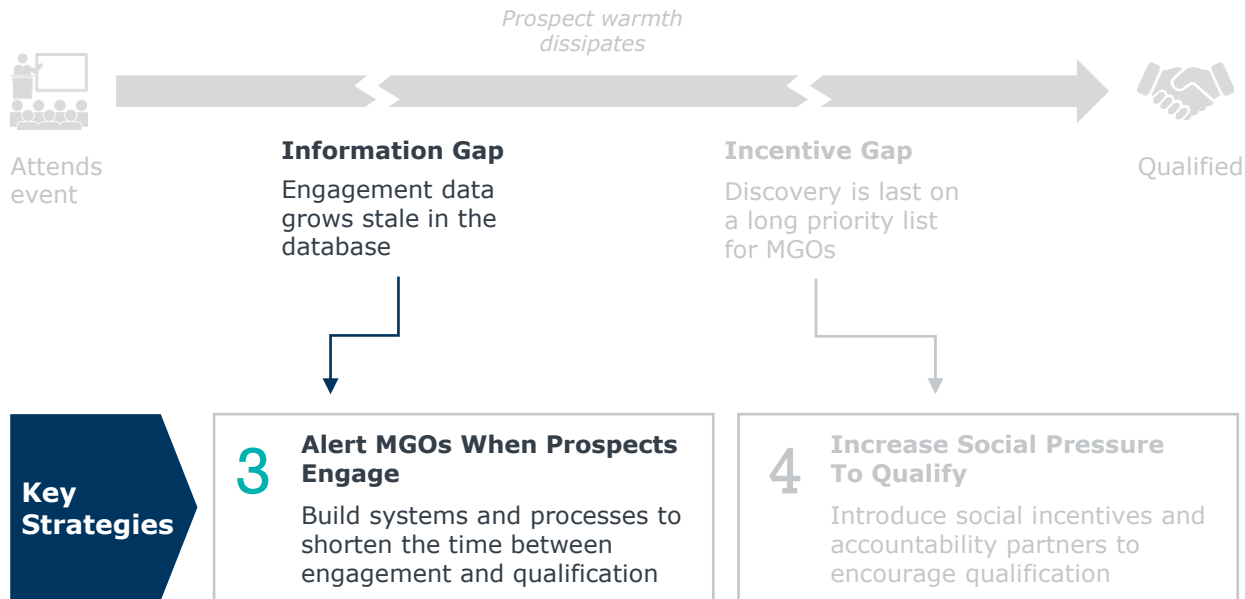 Prospect warmth
dissipates
Attends
event
Information Gap
Engagement data
grows stale in the
database
Incentive Gap
Discovery is last on
a long priority list
for MGOs
Qualified
Key
Strategies
3
Alert MGOs When Prospects
Engage
Build systems and processes to
shorten the time between
engagement and qualification
4
Increase Social Pressure
To Qualify
Introduce social incentives and
accountability partners to
encourage qualification